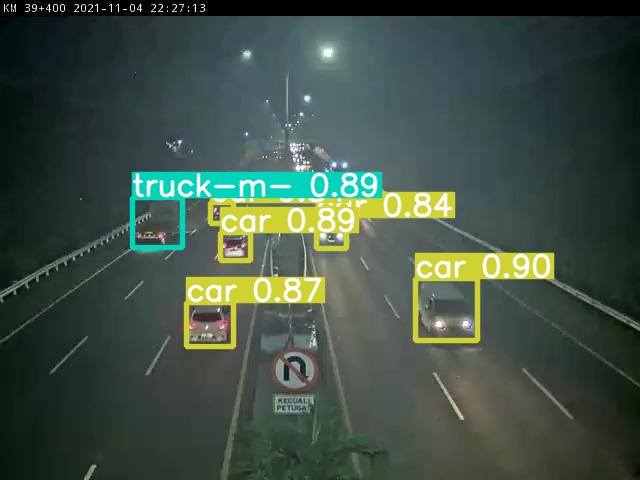 KM 39+400 2021-11-04 22:27:13
truck-m- 0.89
car 0.84
car 0.89
car 0.90
car 0.87
KECUALI
PETUGAS